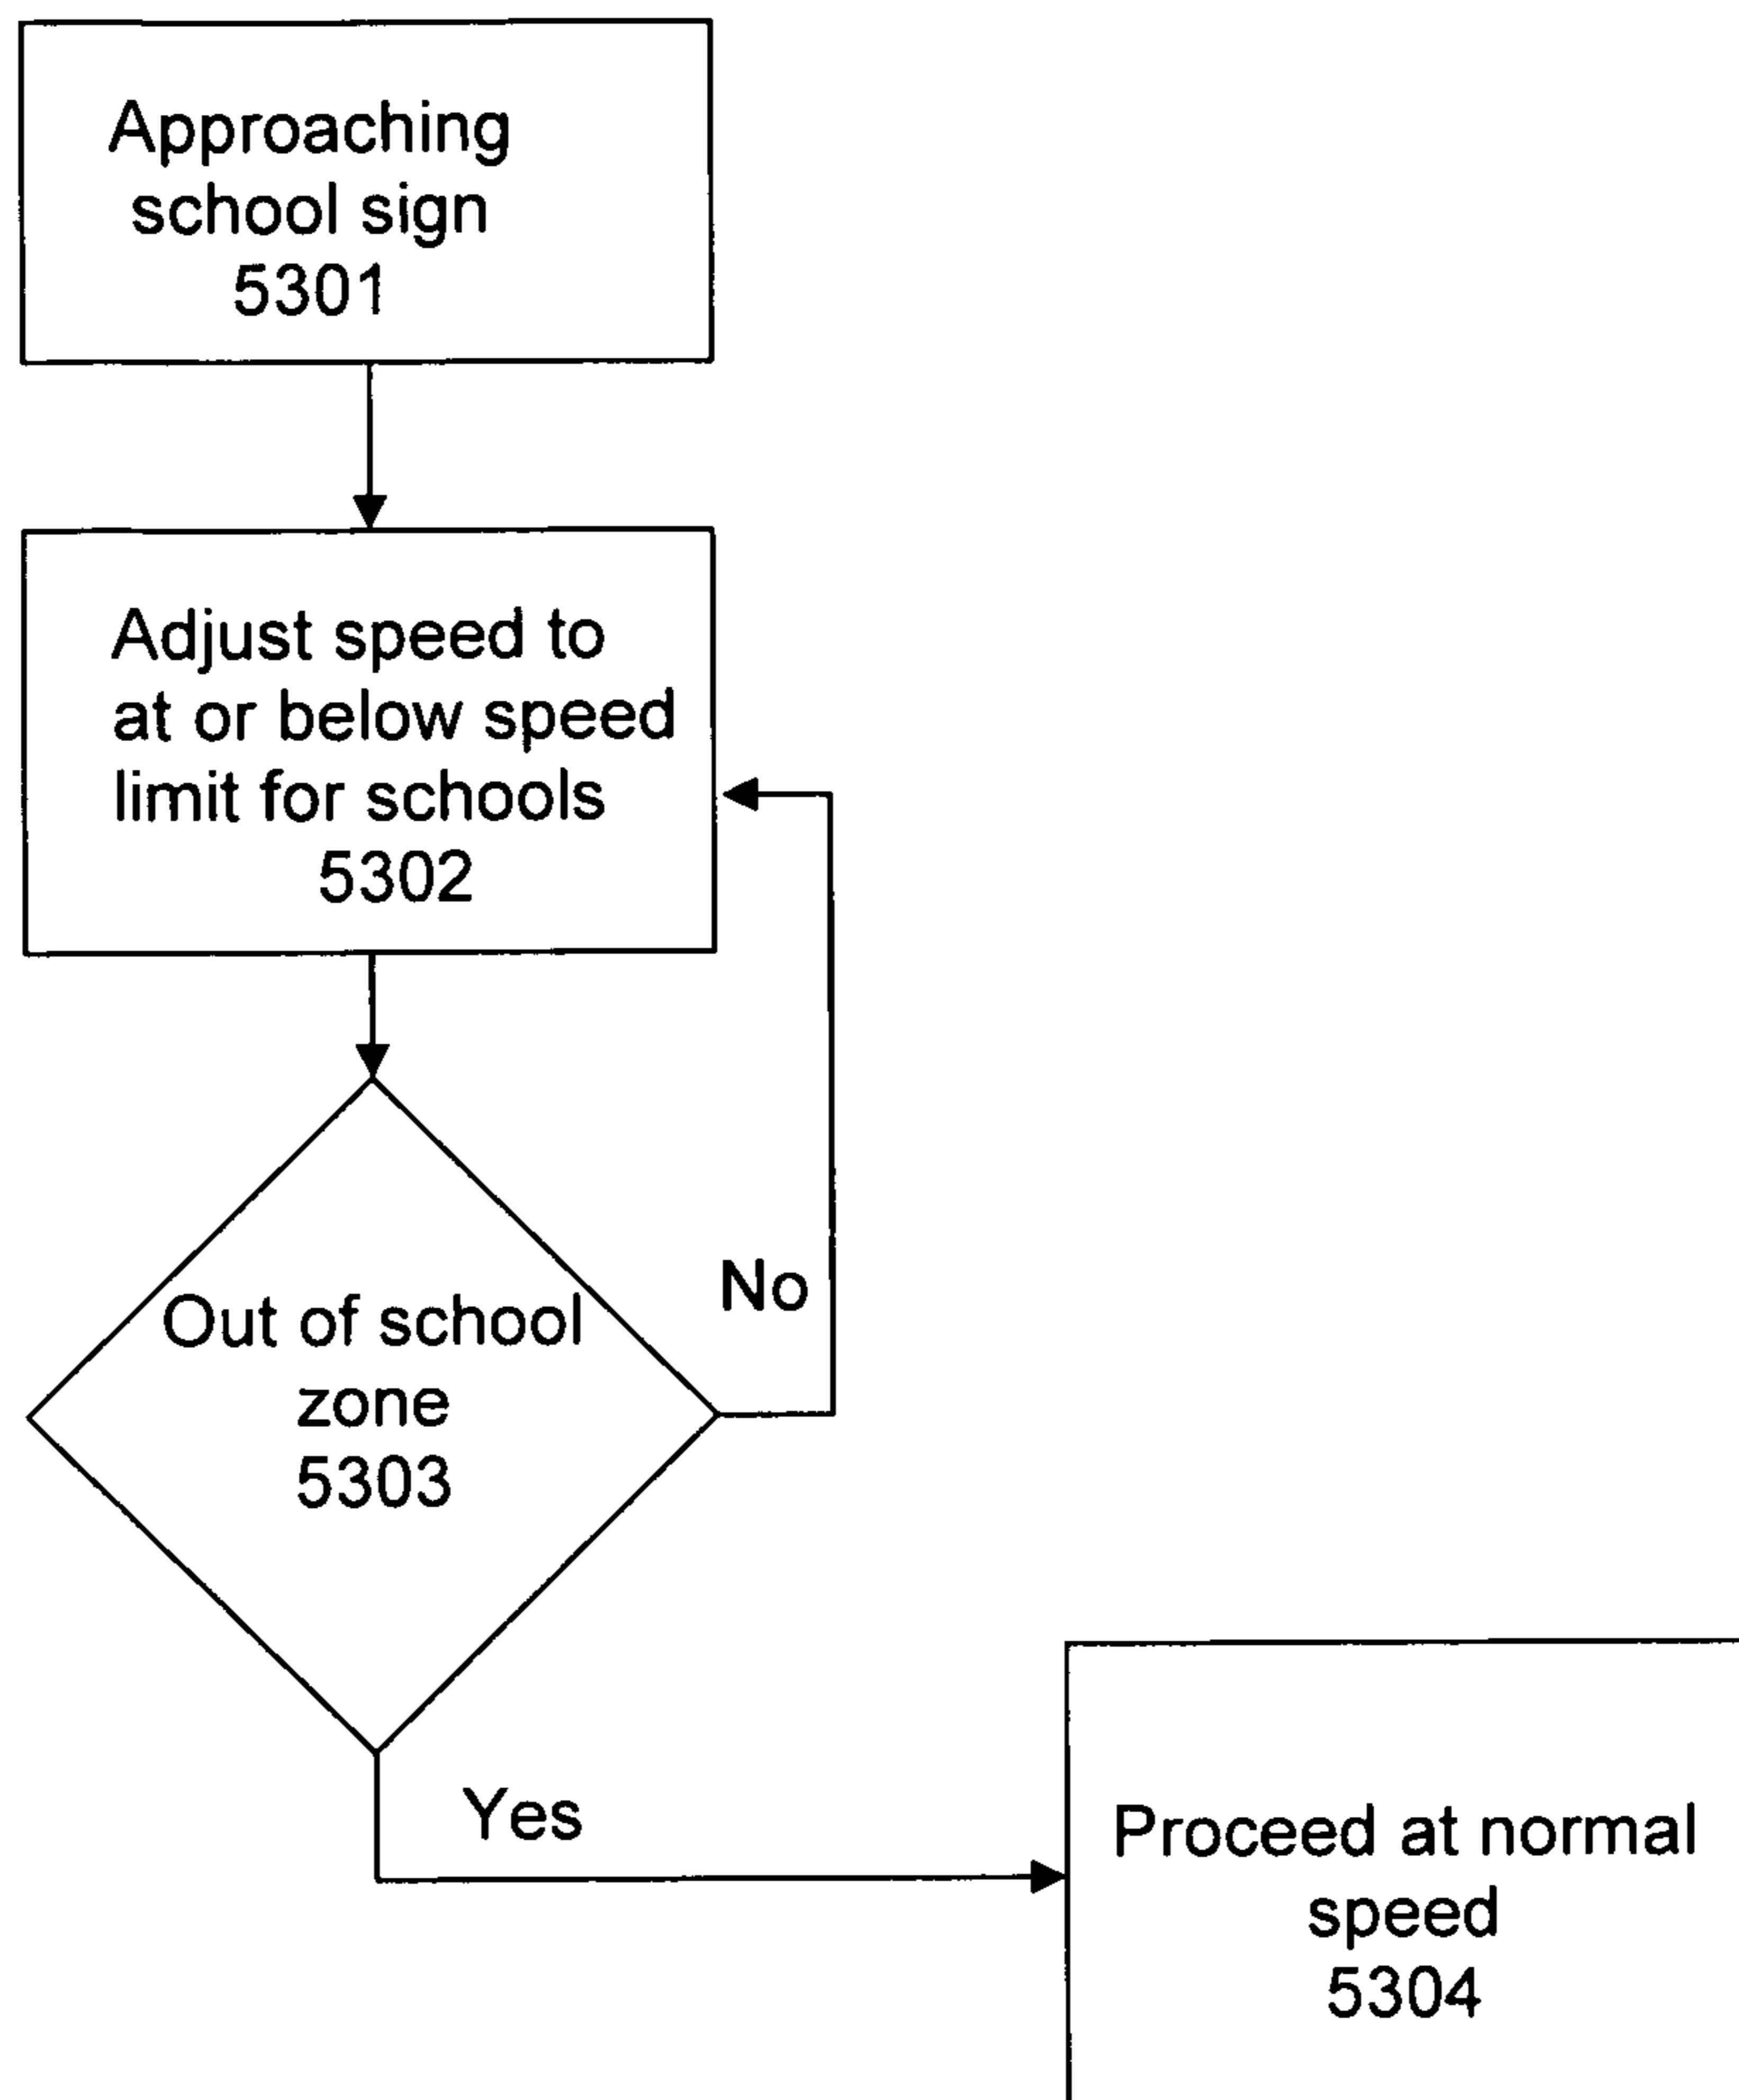 Approaching
school sign
5301
Adjust speed to
at or below speed
limit for schools
5302
No
Out of school
zone
5303
Yes
Proceed at normal
speed
5304